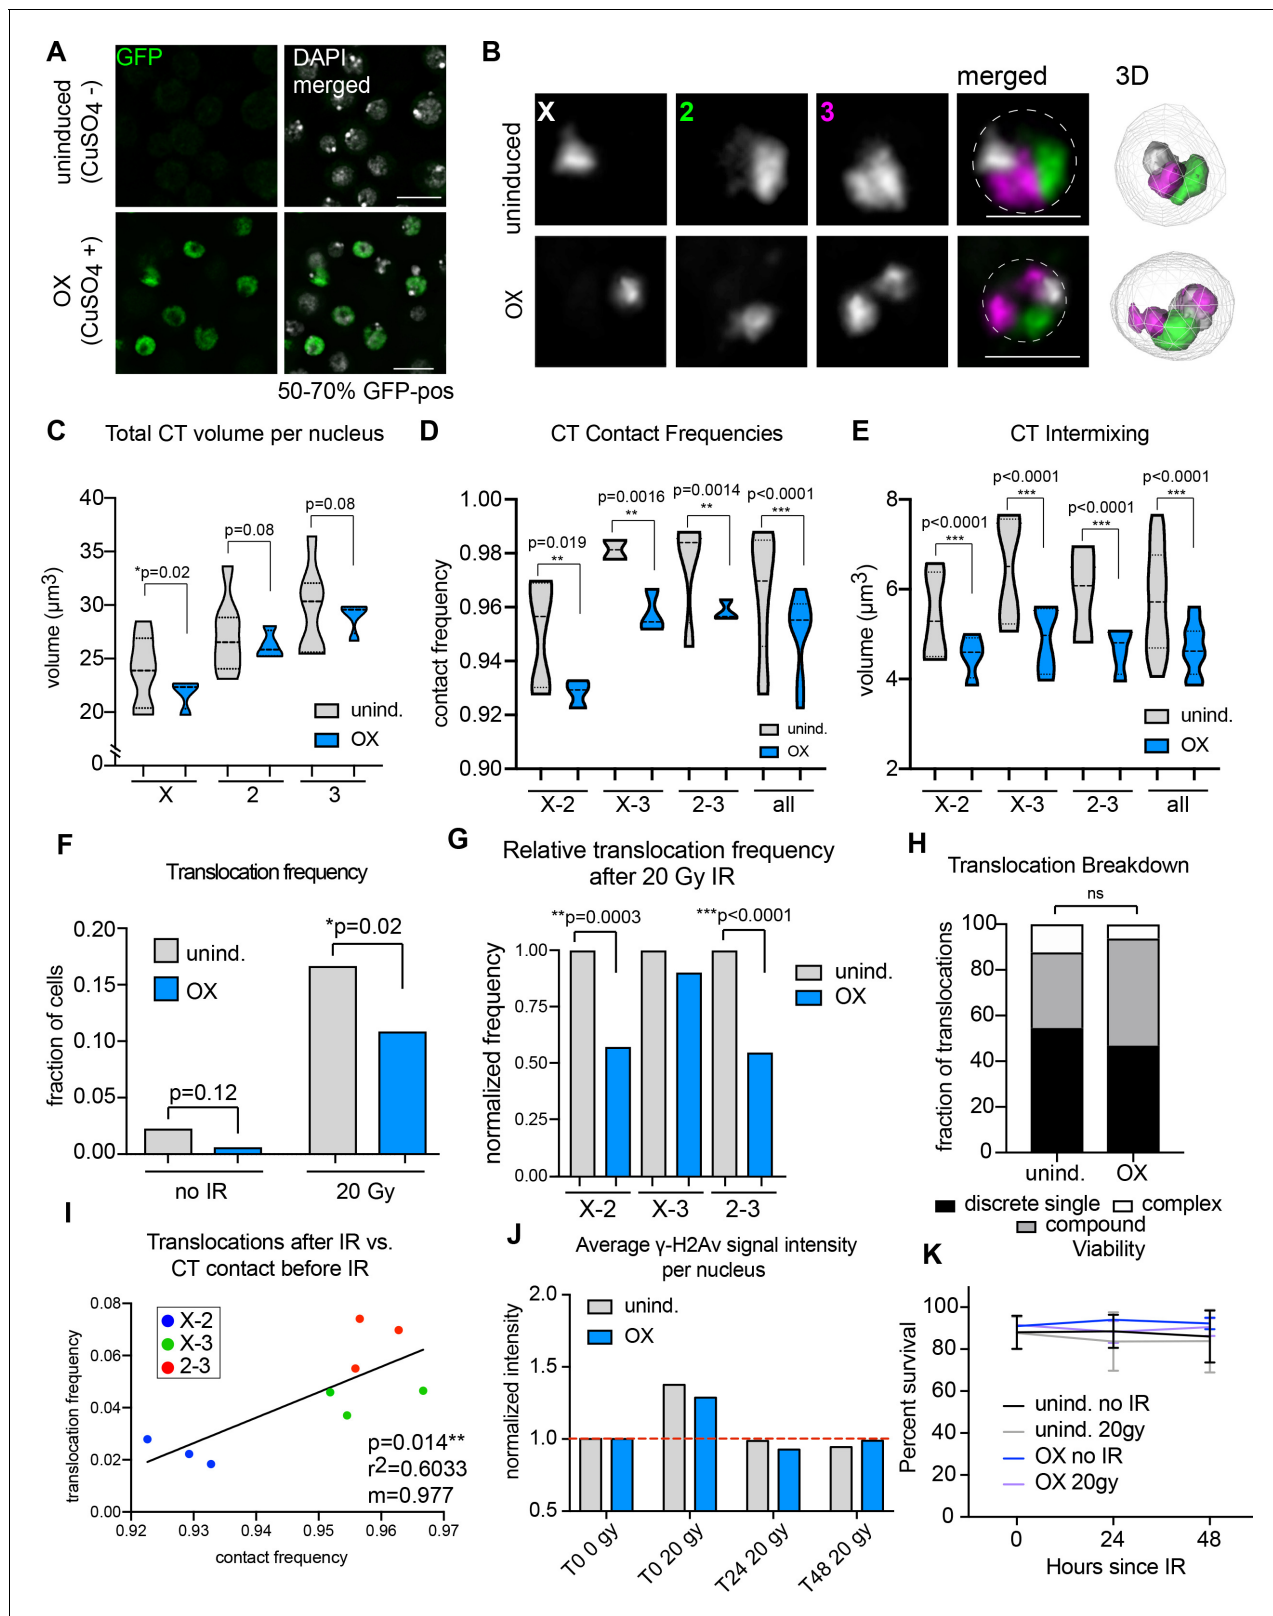 A
uninduced
(CuSO4 -)
GFP
DAPI
merged
OX
(CuSO4 +)
50-70% GFP-pos
B
merged
3D
uninduced
X
2
3
OX
C
Total CT volume per nucleus
volume (µm3)
40
35
30
25
20
0
*p=0.02
p=0.08
p=0.08
unind.
OX
X
2
3
D
CT Contact Frequencies
contact frequency
1.00
0.98
0.96
0.94
0.92
0.90
p=0.019
**
p=0.0016
**
p=0.0014
**
p<0.0001
***
unind.
OX
X-2
X-3
2-3
all
E
CT Intermixing
volume (µm3)
8
6
4
2
p<0.0001
***
p<0.0001
***
p<0.0001
***
p<0.0001
***
unind.
OX
X-2
X-3
2-3
all
F
Translocation frequency
fraction of cells
0.20
0.15
0.10
0.05
0.00
unind.
OX
p=0.12
*p=0.02
no IR
20 Gy
G
Relative translocation frequency
after 20 Gy IR
normalized frequency
1.00
0.75
0.50
0.25
0.00
**p=0.0003
***p<0.0001
unind.
OX
X-2
X-3
2-3
H
Translocation Breakdown
ns
fraction of translocations
100
80
60
40
20
0
unind.
OX
discrete single
complex
compound
I
Translocations after IR vs.
CT contact before IR
translocation frequency
0.08
0.06
0.04
0.02
0.00
X-2
X-3
2-3
p=0.014**
r2=0.6033
m=0.977
0.92
0.93
0.94
0.95
0.96
0.97
contact frequency
J
Average γ-H2Av signal intensity
per nucleus
normalized intensity
2.0
1.5
1.0
0.5
unind.
OX
T0 0 gy
T0 20 gy
T24 20 gy
T48 20 gy
K
Viability
Percent survival
100
80
60
40
20
0
unind. no IR
unind. 20gy
OX no IR
OX 20gy
0
24
48
Hours since IR